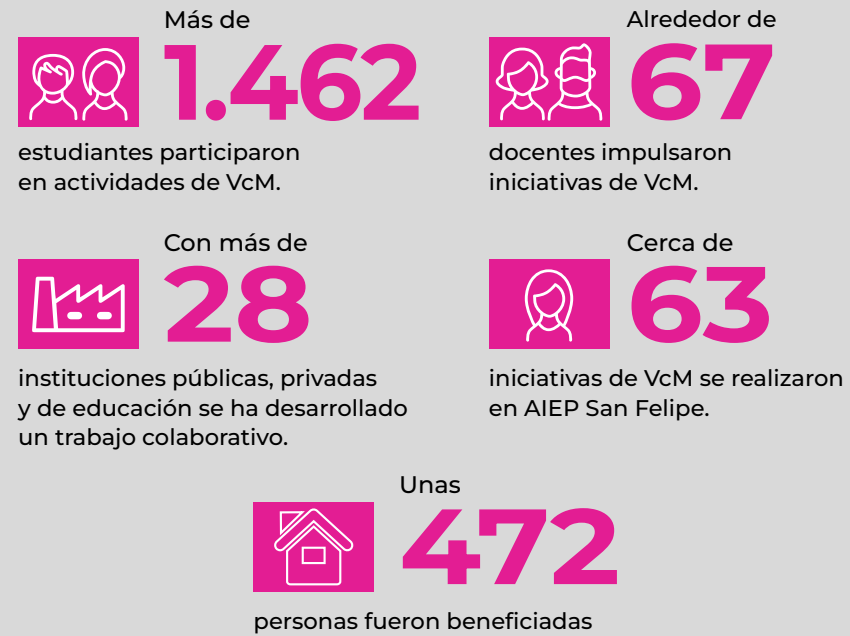 Más de
1.462
estudiantes participaron
en actividades de VcM.
Alrededor de
67
docentes impulsaron
iniciativas de VcM.
Con más de
28
instituciones públicas, privadas
y de educación se ha desarrollado
un trabajo colaborativo.
Cerca de
63
iniciativas de VcM se realizaron
en AIEP San Felipe.
Unas
472
personas fueron beneficiadas